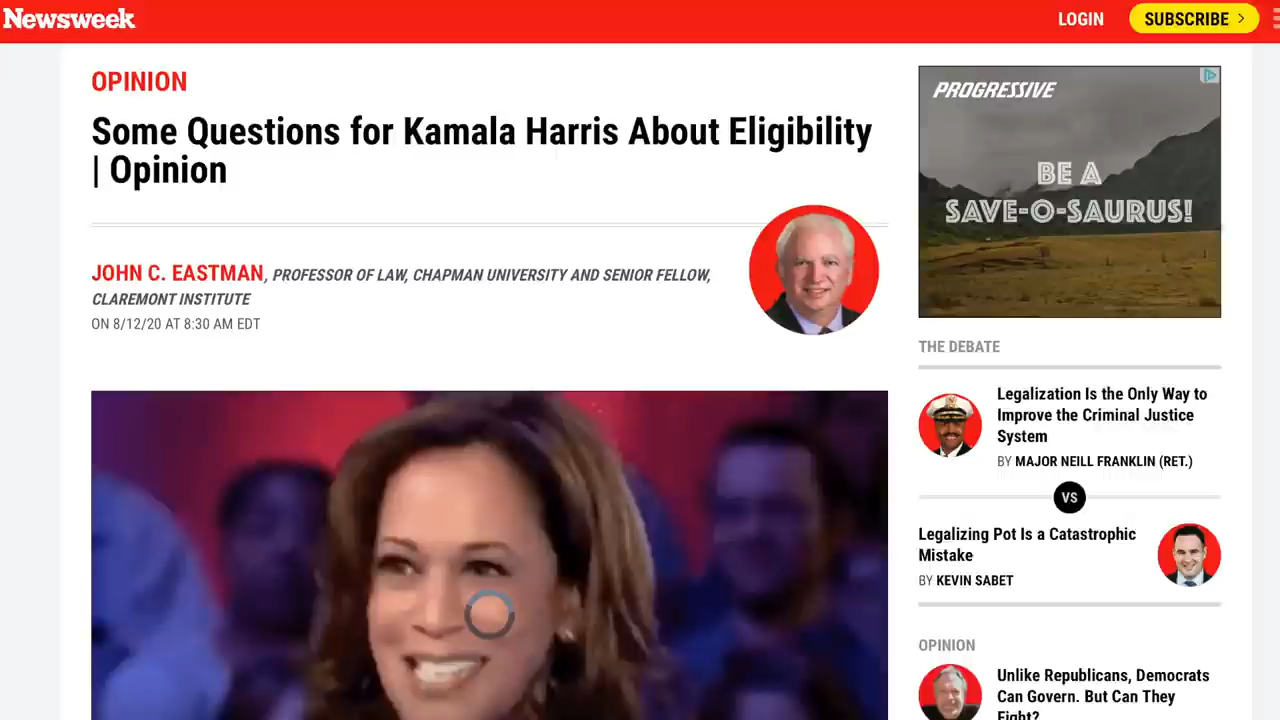 Newsweek
LOGIN
SUBSCRIBE >
OPINION
Some Questions for Kamala Harris About Eligibility
| Opinion
JOHN C. EASTMAN, PROFESSOR OF LAW, CHAPMAN UNIVERSITY AND SENIOR FELLOW,
CLAREMONT INSTITUTE
ON 8/12/20 AT 8:30 AM EDT
PROGRESSIVE
BE A
SAVE-O-SAURUS!
THE DEBATE
Legalization Is the Only Way to
Improve the Criminal Justice
System
BY MAJOR NEILL FRANKLIN (RET.)
VS
Legalizing Pot Is a Catastrophic
Mistake
BY KEVIN SABET
OPINION
Unlike Republicans, Democrats
Can Govern. But Can They
Fight?